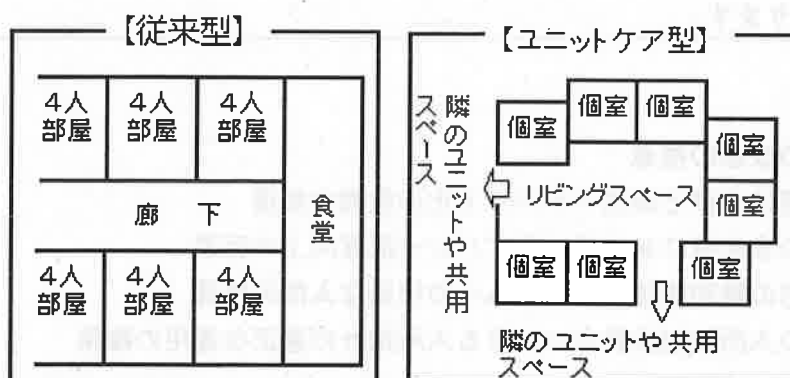 【従来型】
4人
部屋
4人
部屋
4人
部屋
廊 下
食堂
4人
部屋
4人
部屋
4人
部屋
【ユニットケア型】
隣のユニットや共用
スペース
個室
個室
個室
個室
リビングスペース
個室
個室
個室
個室
隣のユニットや共用
スペース